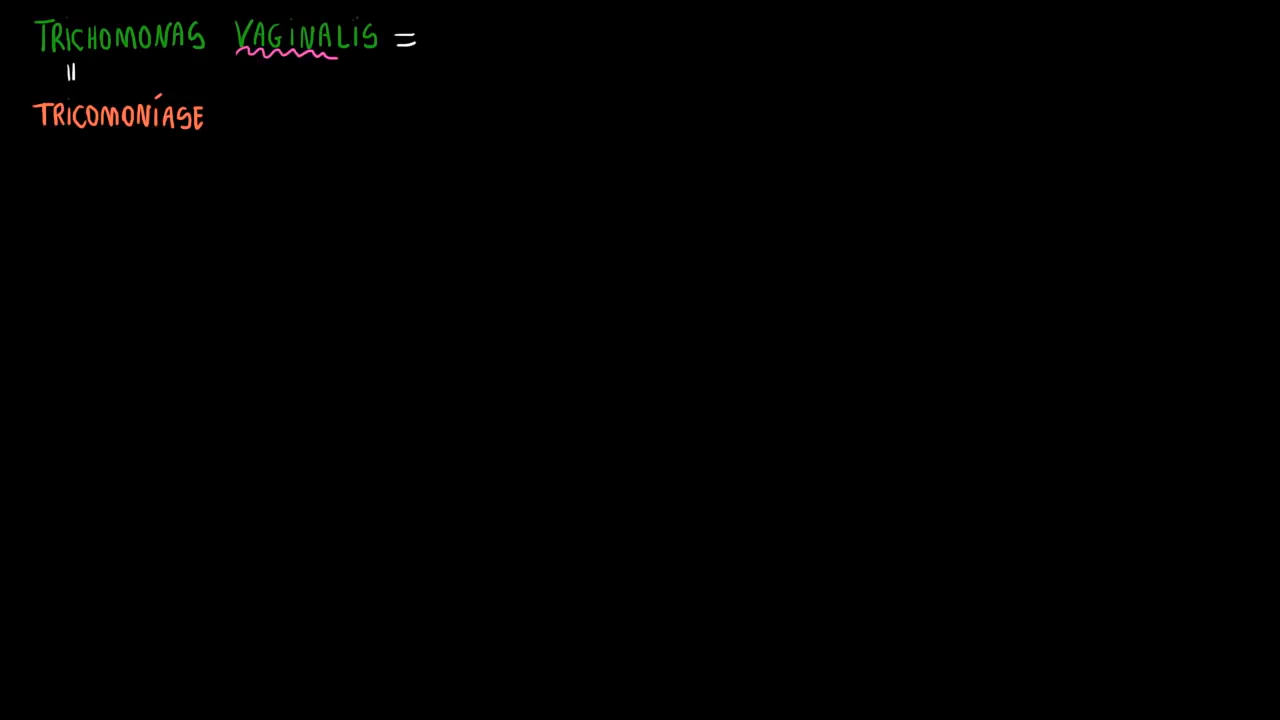 TRICHOMONAS VAGINALIS =
=
TRICOMONÍASE